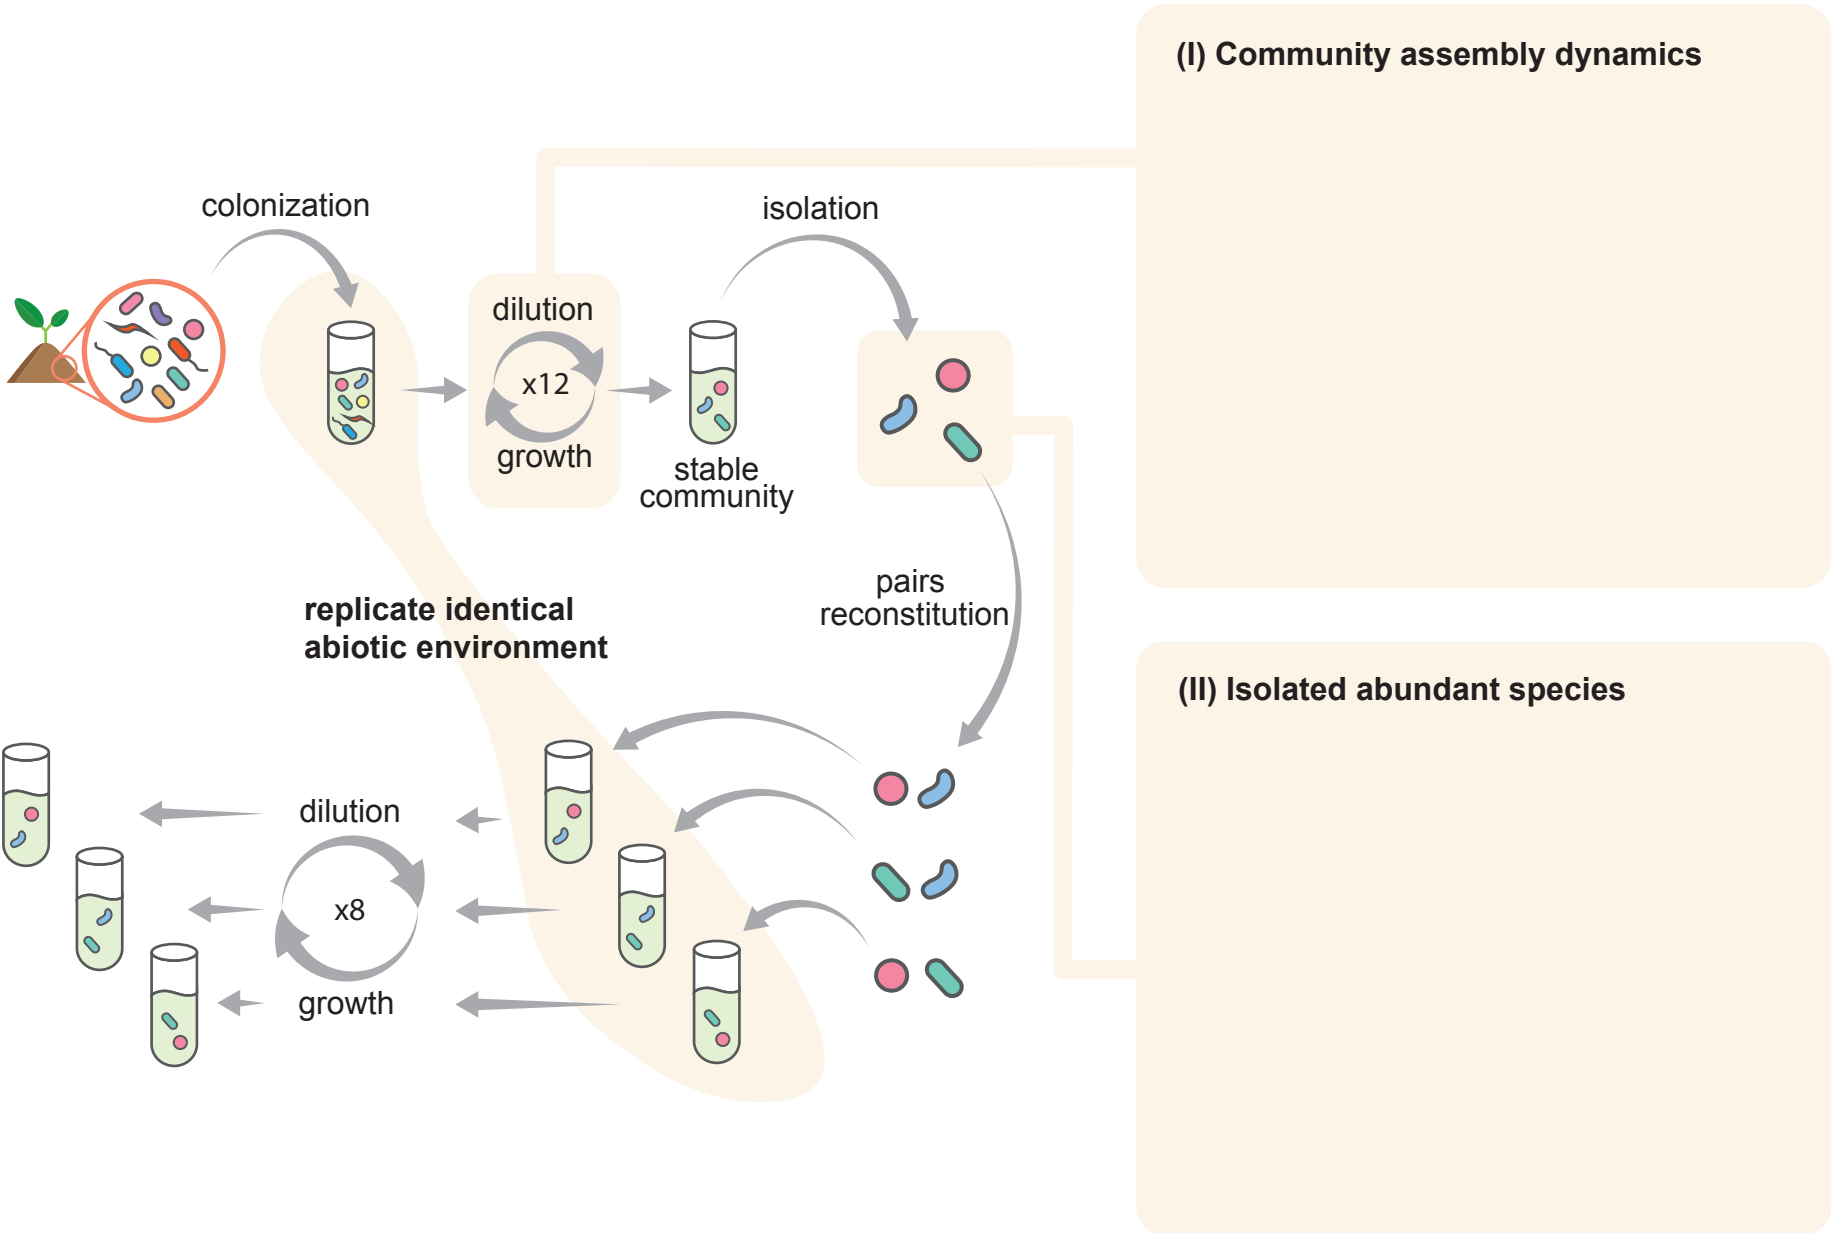 (I) Community assembly dynamics
colonization
isolation
dilution
x12
growth
stable
community
pairs
reconstitution
replicate identical
abiotic environment
(II) Isolated abundant species
dilution
x8
growth